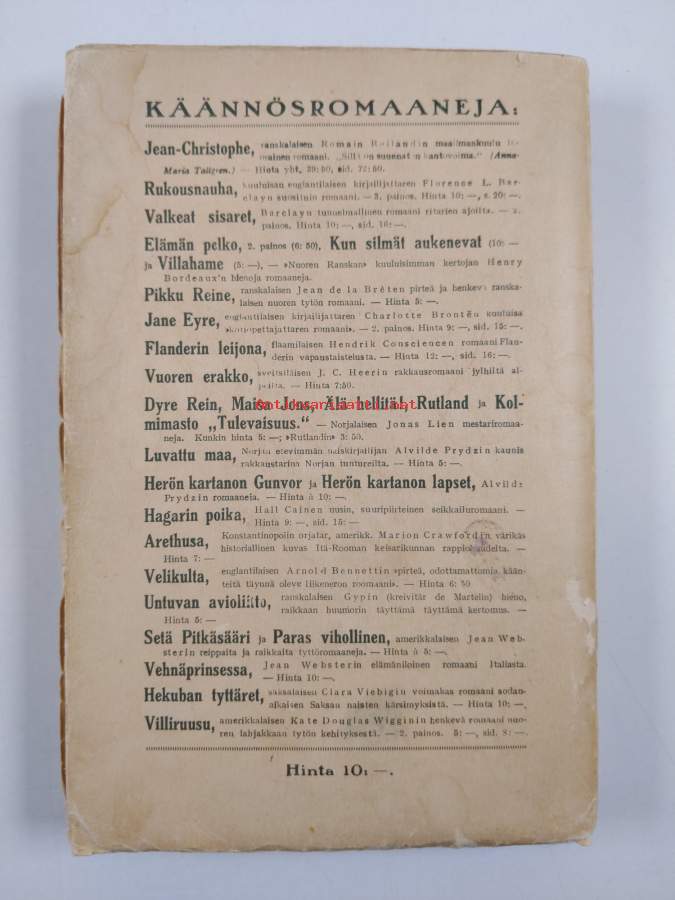 KÄÄNNÖSROMAANEJA:
Jean-Christophe, ranskalaisen Romain Rollandin maailmankuulu
mainen romaani. (Anna-
Maria Tallgren.) — Hinta yht. 39:50, sid. 72:50.
Rukousnauha, kuuluisan englantilaisen kirjailijattaren Florence L. Bar-
clayn suosituin romaani. — 3. painos. Hinta 10: —, s. 20: —.
Valkeat sisaret, Barclayn tunnelmallinen romaani ritarien ajoilta. — 2.
painos. Hinta 10: —, sid. 16: —.
Elämän pelko, 2. painos (6: 50), Kun silmät aukenevat (10: —
ja Villahame (5: —), — »Nuoren Ranskan» kuuluisimman kertojan Henry
Bordeaux'n hienoja romaaneja.
Pikku Reine, ranskalaisen Jean de la Brêten pirteä ja henkevä ranska-
laisen nuoren tytön romaani. — Hinta 5: —.
Jane Eyre, englantilaisen kirjailijattaren Charlotte Brontën kuuluisa
»kotiopettajattaren romaani». — 2. painos. Hinta 9: —, sid. 15: —.
Flanderin leijona, flaamilaisen Hendrik Consciencen romaani Flan-
derin vapaustaistelusta. — Hinta 12: —, sid. 16: —.
Vuoren erakko, sveitsiläisen J. C. Heerin rakkausromaani jylhiltä al-
peilta. — Hinta 7:50.
Dyre Rein, Maisa Jons, Älä hellitä! Rutland ja Kol-
mimasto „Tulevaisuus.“ — Norjalaisen Jonas Lien mestariromaa-
neja. Kunkin hinta 5: —; »Rutlandin» 3: 50.
Luvattu maa, Norjan etevimmän naiskirjailijan Alvilde Prydzin kaunis
rakkaustarina Norjan tuntureilta. — Hinta 5: —.
Herön kartanon Gunvor ja Herön kartanon lapset, Alvilde
Prydzin romaaneja. — Hinta à 10: —.
Hagarin poika, Hall Cainen uusin, suuripiirteinen seikkailuromaani. —
Hinta 9: —, sid. 15: —
Arethusa, Konstantinopolin orjatar, amerikk. Marion Crawfordin värikäs
historiallinen kuvas Itä-Rooman keisarikunnan rappioloaudelta. —
Hinta 7: —
Velikulta, englantilaisen Arnold Bennettin »pirteä, odottamattomia kään-
teitä täynnä oleve liikeneron roomaani». — Hinta 6: 50
Untuvan avioliitto, ranskalaisen Gypin (kreivitär de Martelin) hieno,
raikkaan huumorin täyttämä täyttämä kertomus. —
Hinta 5: —
Setä Pitkäsääri ja Paras vihollinen, amerikkalaisen Jean Web-
sterin reippaita ja raikkaita tyttöromaaneja. — Hinta à 5: —.
Vehnäprinsessa, Jean Websterin elämäniloinen romaani Italiasta.
— Hinta 10: —.
Hekuban tyttäret, saksalaisen Clara Viebigin voimakas romaani sodan-
aikaisen Saksan naisten kärsimyksistä. — Hinta 10: —,
Villiruusu, amerikkalaisen Kate Douglas Wigginin henkevä romaani nuo-
ren lahjakkaan tytön kehityksestä. — 2. painos. 5: —, sid. 8: —.
Hinta 10: —.